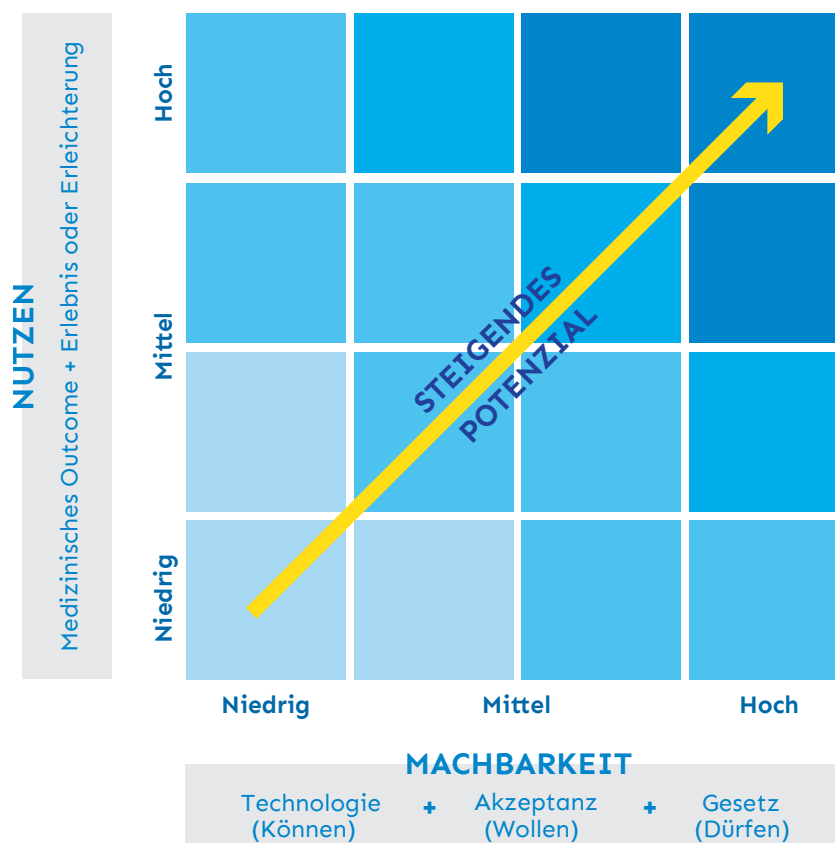 NUTZEN
Medizinisches Outcome + Erlebnis oder Erleichterung
Hoch
Mittel
Niedrig
STEIGENDES
POTENZIAL
Niedrig
Mittel
Hoch
MACHBARKEIT
Technologie + Akzeptanz + Gesetz
(Können) (Wollen) (Dürfen)